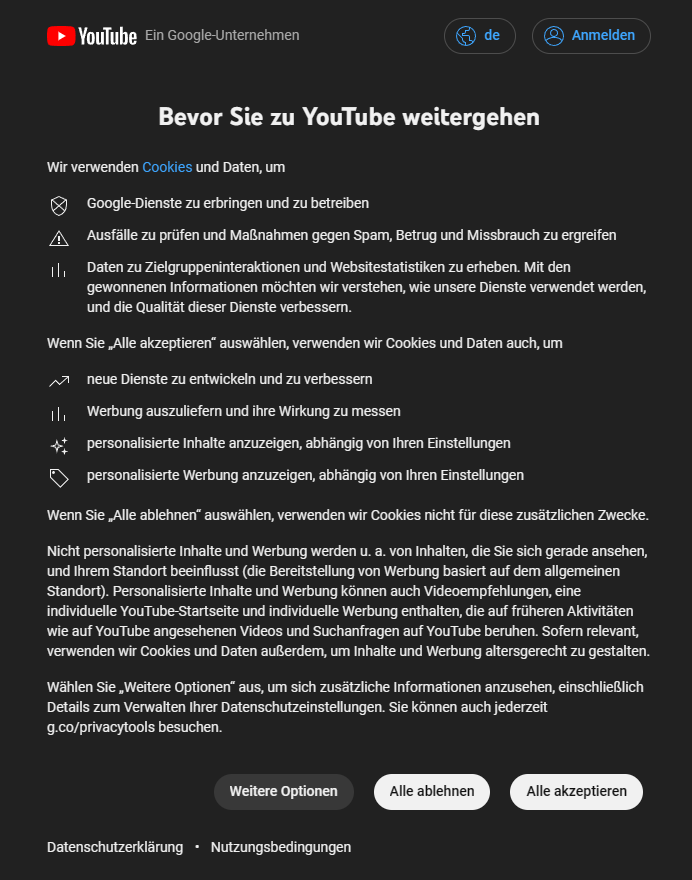 YouTube Ein Google-Unternehmen de Anmelden
Bevor Sie zu YouTube weitergehen
Wir verwenden Cookies und Daten, um
Google-Dienste zu erbringen und zu betreiben
Ausfälle zu prüfen und Maßnahmen gegen Spam, Betrug und Missbrauch zu ergreifen
Daten zu Zielgruppeninteraktionen und Websitestatistiken zu erheben. Mit den
gewonnenen Informationen möchten wir verstehen, wie unsere Dienste verwendet werden,
und die Qualität dieser Dienste verbessern.
Wenn Sie „Alle akzeptieren“ auswählen, verwenden wir Cookies und Daten auch, um
neue Dienste zu entwickeln und zu verbessern
Werbung auszuliefern und ihre Wirkung zu messen
personalisierte Inhalte anzuzeigen, abhängig von Ihren Einstellungen
personalisierte Werbung anzuzeigen, abhängig von Ihren Einstellungen
Wenn Sie „Alle ablehnen“ auswählen, verwenden wir Cookies nicht für diese zusätzlichen Zwecke.
Nicht personalisierte Inhalte und Werbung werden u. a. von Inhalten, die Sie sich gerade ansehen,
und Ihrem Standort beeinflusst (die Bereitstellung von Werbung basiert auf dem allgemeinen
Standort). Personalisierte Inhalte und Werbung können auch Videoempfehlungen, eine
individuelle YouTube-Startseite und individuelle Werbung enthalten, die auf früheren Aktivitäten
wie auf YouTube angesehenen Videos und Suchanfragen auf YouTube beruhen. Sofern relevant,
verwenden wir Cookies und Daten außerdem, um Inhalte und Werbung altersgerecht zu gestalten.
Wählen Sie „Weitere Optionen“ aus, um sich zusätzliche Informationen anzusehen, einschließlich
Details zum Verwalten Ihrer Datenschutzeinstellungen. Sie können auch jederzeit
g.co/privacytools besuchen.
Weitere Optionen Alle ablehnen Alle akzeptieren
Datenschutzerklärung • Nutzungsbedingungen